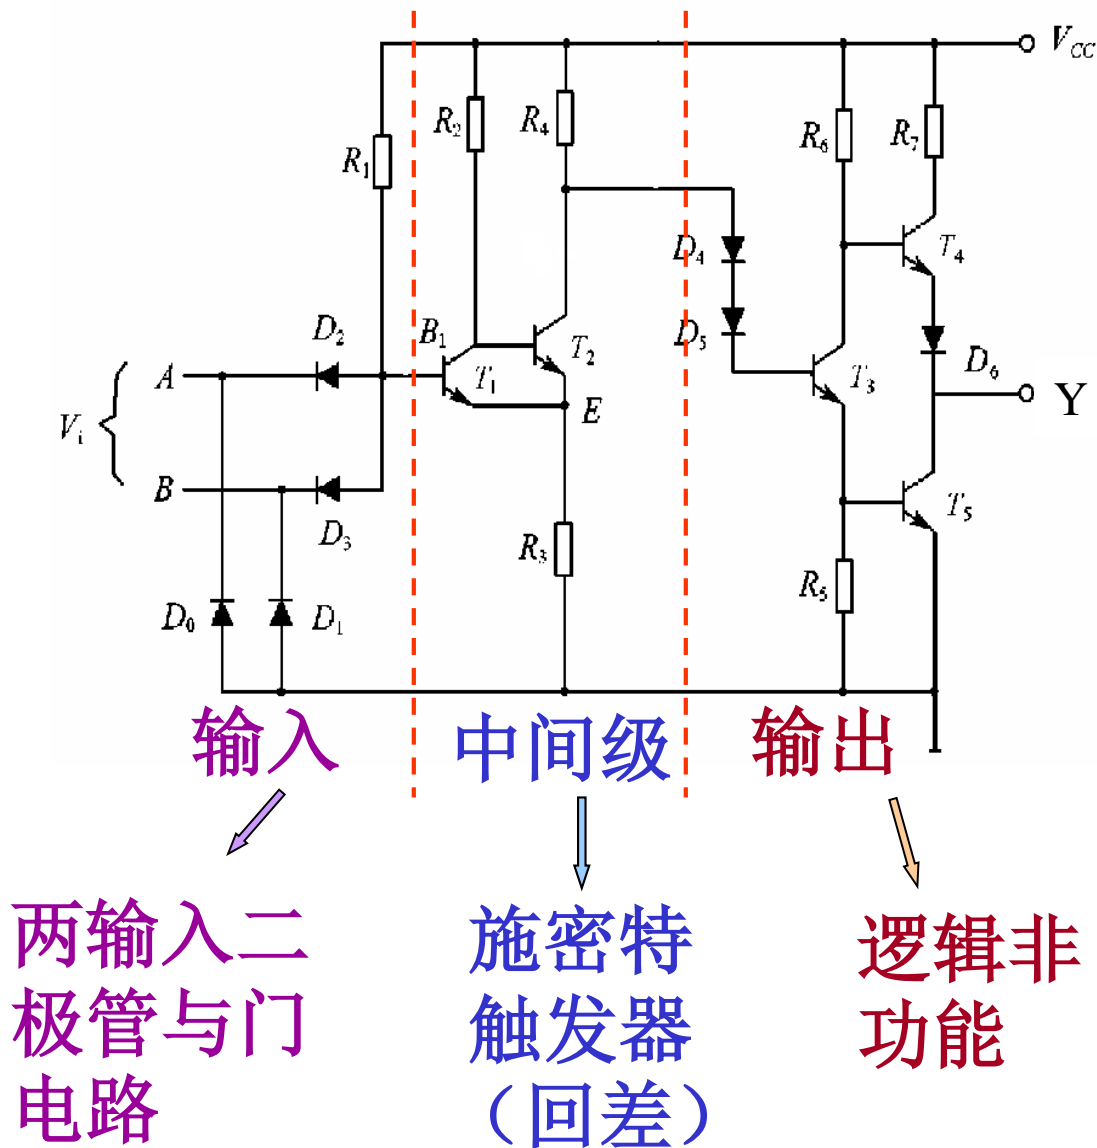 V_CC
R₂
R₄
R₆
R₇
R₁
D₄
T₄
D₂
B₁
T₂
D₅
T₃
D₆
A
T₁
E
Y
V_i
B
D₃
R₃
T₅
R₅
D₀
D₁
输入
中间级
输出
两输入二
极管与门
电路
施密特
触发器
（回差）
逻辑非
功能